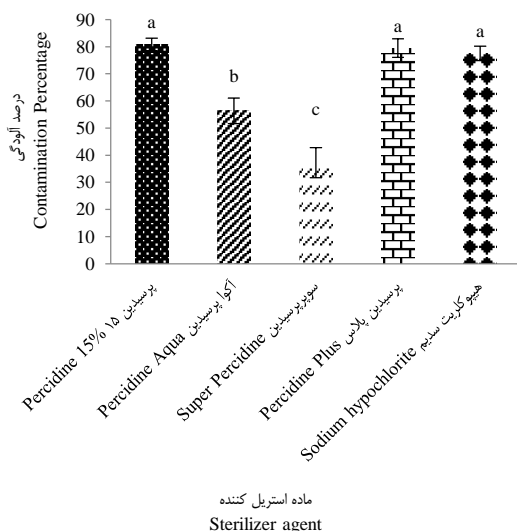 90
80
70
60
50
40
30
20
10
0
درصد آلودگی
Contamination Percentage
a
b
c
a
a
Percidine 15% پرسیدین ۱۵
Percidine Aqua آکوا پرسیدین
Super Percidine سوپرپرسیدین
Percidine Plus پرسیدین پلاس
Sodium hypochlorite هیپوکلریت سدیم
ماده استریل کننده
Sterilizer agent